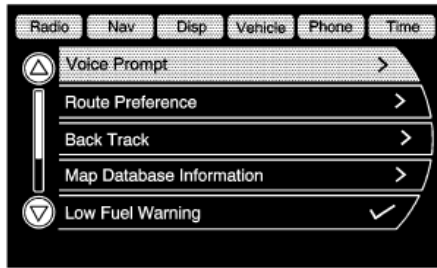 Radio Nav Disp Vehicle Phone Time
Voice Prompt
Route Preference
Back Track
Map Database Information
Low Fuel Warning